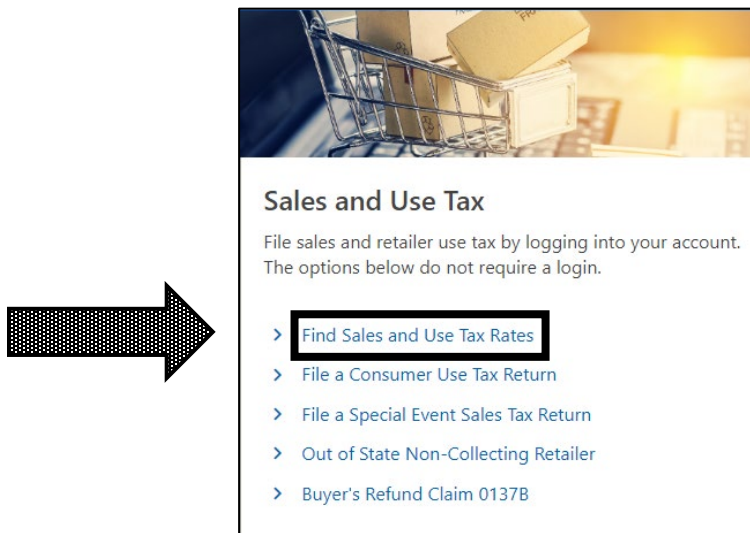 Sales and Use Tax
File sales and retailer use tax by logging into your account.
The options below do not require a login.
Find Sales and Use Tax Rates
File a Consumer Use Tax Return
File a Special Event Sales Tax Return
Out of State Non-Collecting Retailer
Buyer's Refund Claim 0137B